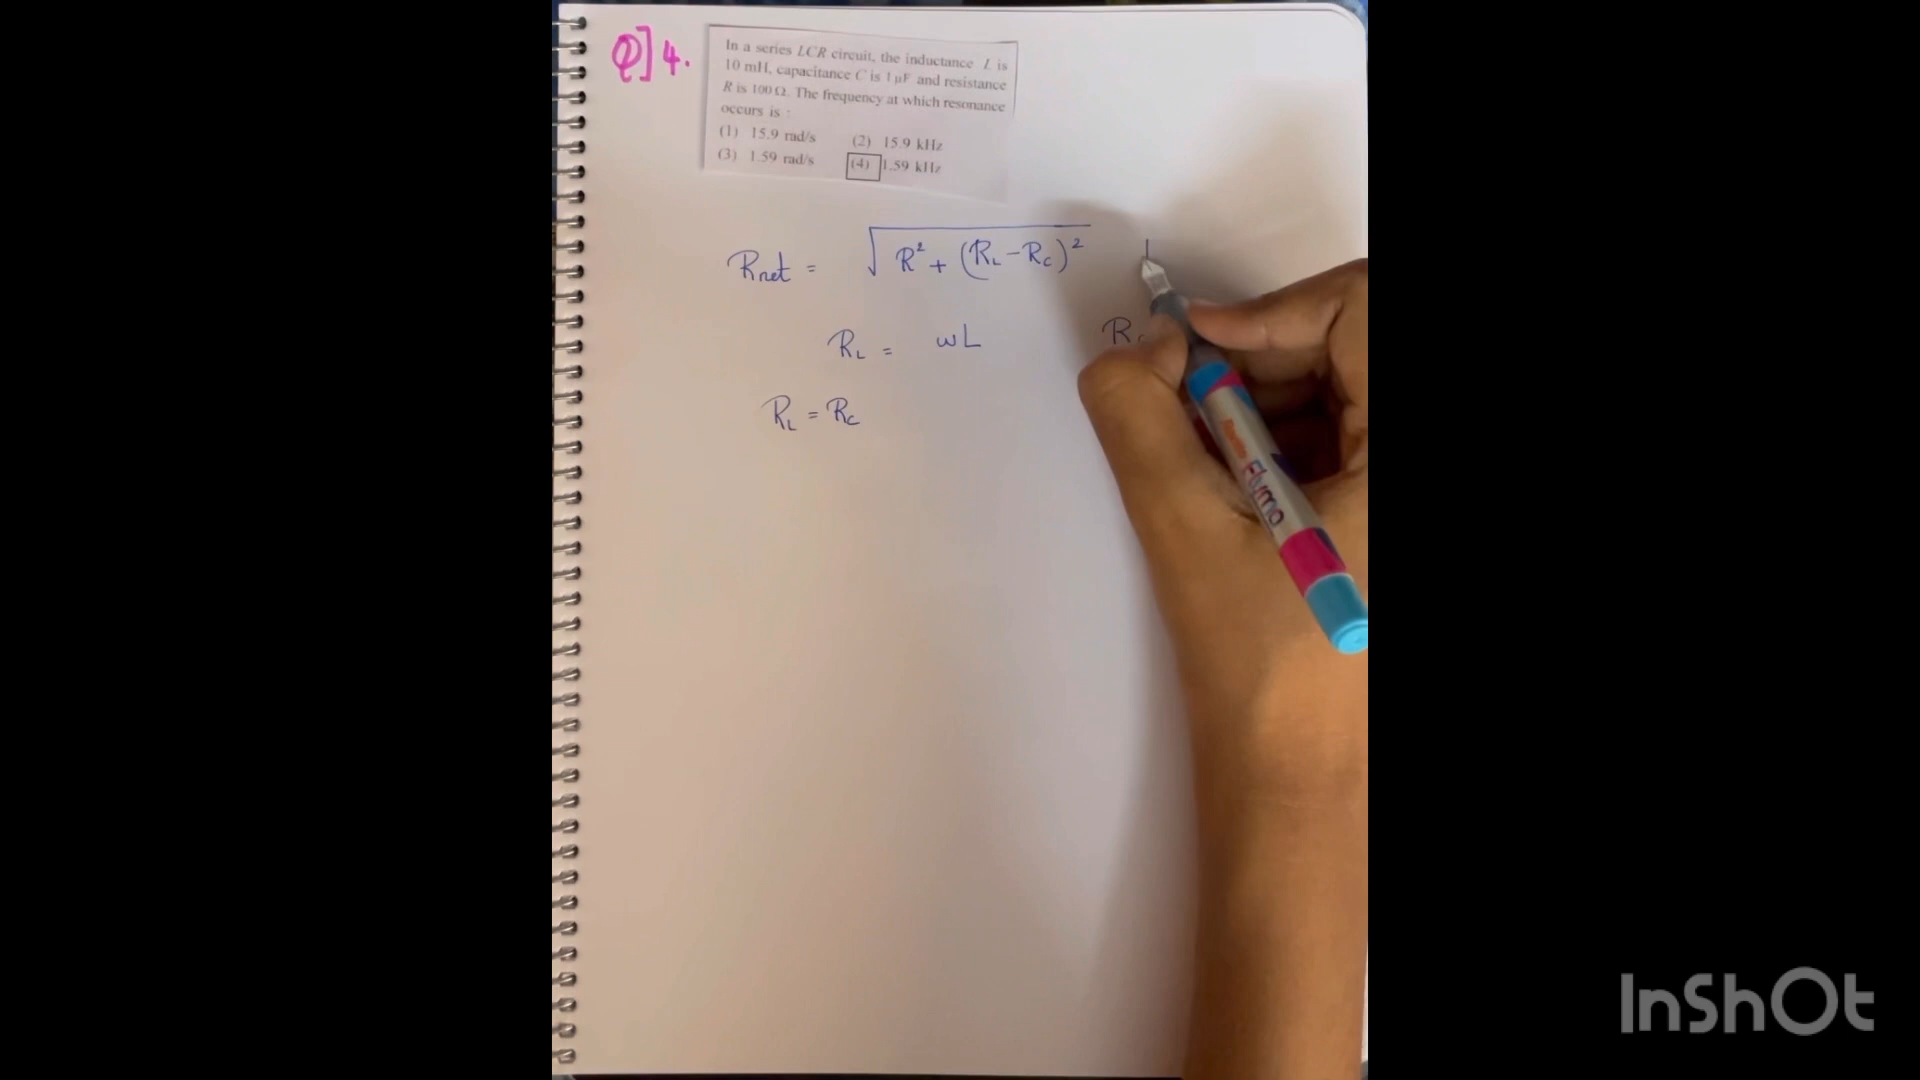 Q] 4.
In a series LCR circuit, the inductance L is
10 mH, capacitance C is 1 μF and resistance
R is 100 Ω. The frequency at which resonance
occurs is :
(1) 15.9 rad/s (2) 15.9 kHz
(3) 1.59 rad/s (4) 1.59 kHz
Rnet = √R² + (RL - RC)²
RL = ωL RC
RL = RC
Flymo
InShOt